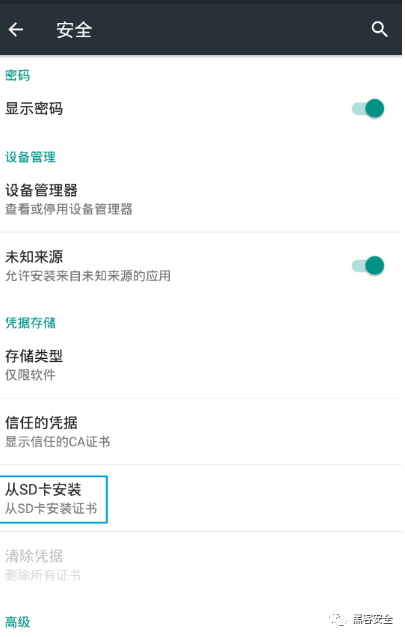 安全
密码
显示密码
设备管理
设备管理器
查看或停用设备管理器
未知来源
允许安装来自未知来源的应用
凭据存储
存储类型
仅限软件
信任的凭据
显示信任的CA证书
从SD卡安装
从SD卡安装证书
清除凭据
删除所有证书
高级
黑客安全